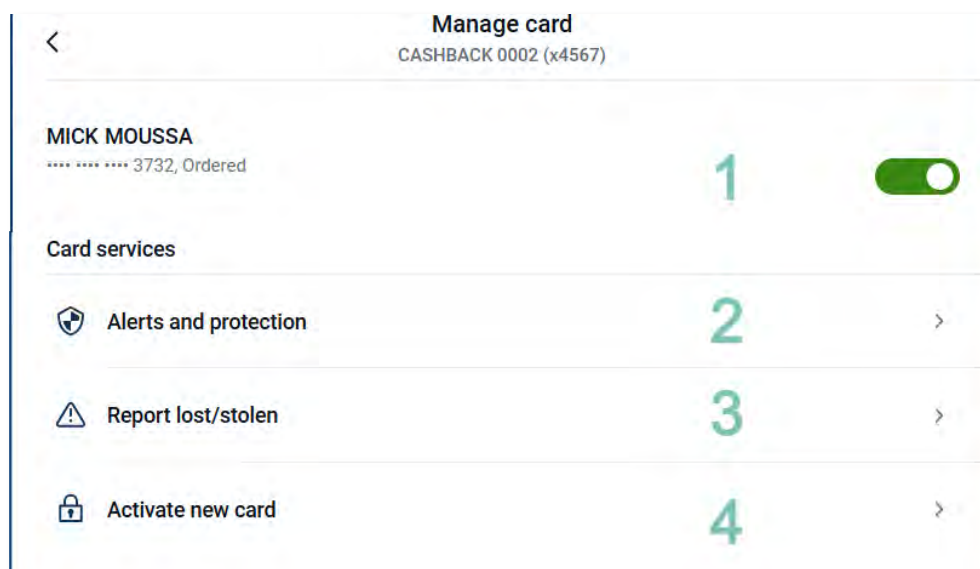 Manage card
CASHBACK 0002 (x4567)
MICK MOUSSA
•••• •••• •••• 3732, Ordered
1
Card services
Alerts and protection 2
Report lost/stolen 3
Activate new card 4